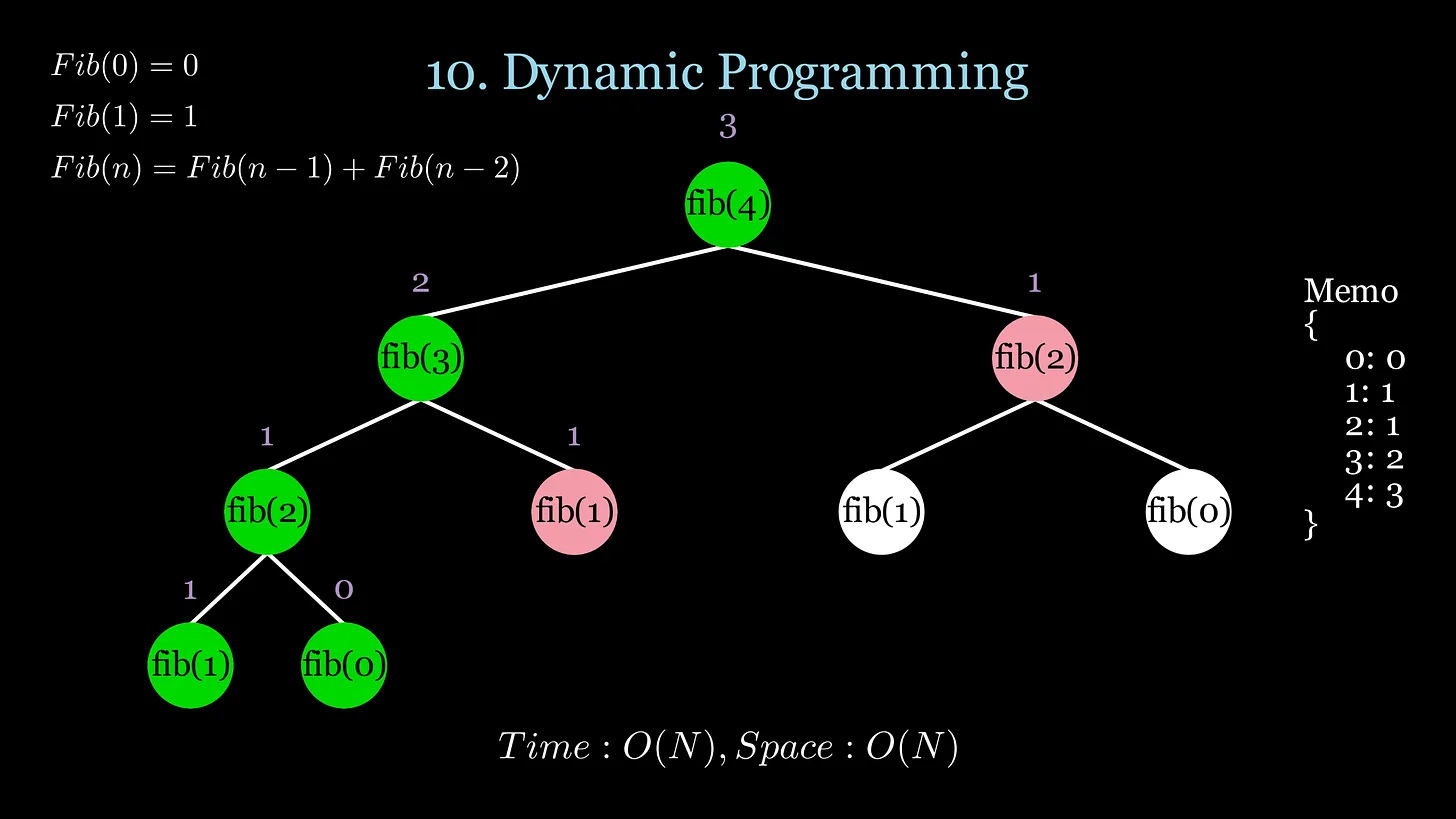 10. Dynamic Programming
Fib(0) = 0
Fib(1) = 1
Fib(n) = Fib(n − 1) + Fib(n − 2)
3
fib(4)
2
1
fib(3)
fib(2)
1
1
fib(2)
fib(1)
fib(1)
fib(0)
1
0
fib(1)
fib(0)
Memo
{
0: 0
1: 1
2: 1
3: 2
4: 3
}
Time : O(N), Space : O(N)